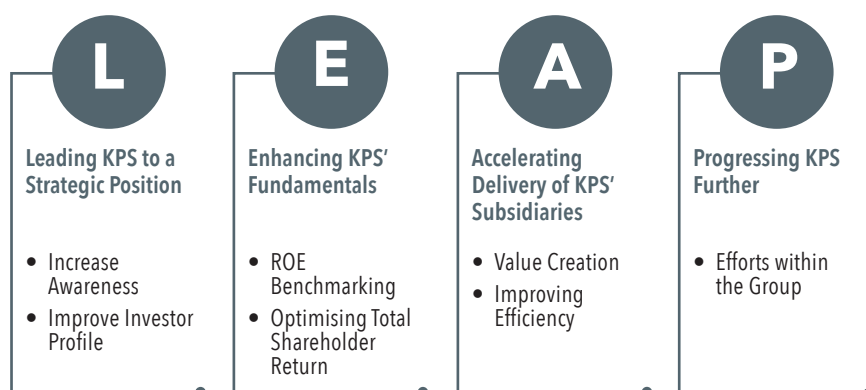 L
Leading KPS to a
Strategic Position
• Increase
Awareness
• Improve Investor
Profile
E
Enhancing KPS'
Fundamentals
• ROE
Benchmarking
• Optimising Total
Shareholder
Return
A
Accelerating
Delivery of KPS'
Subsidiaries
• Value Creation
• Improving
Efficiency
P
Progressing KPS
Further
• Efforts within
the Group